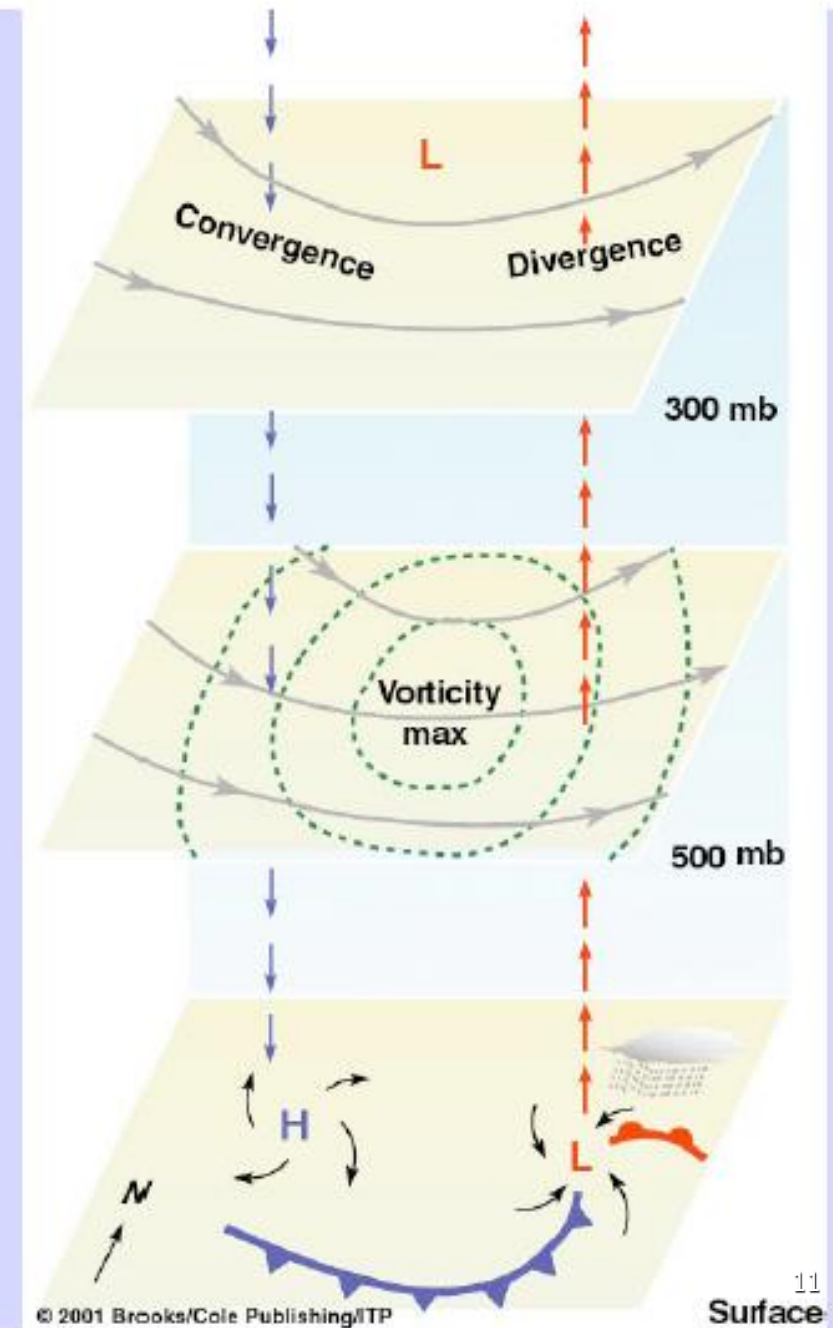 L
Convergence
Divergence
300 mb
Vorticity
max
500 mb
H
L
N
11
© 2001 Brooks/Cole Publishing/ITP
Surface